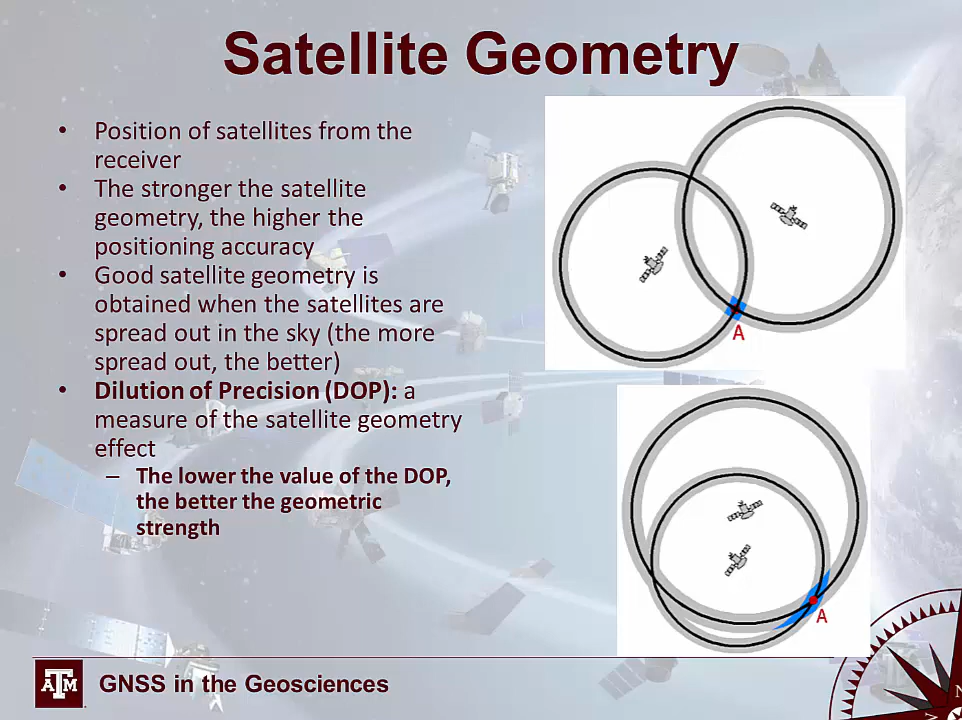 Satellite Geometry
• Position of satellites from the
receiver
• The stronger the satellite
geometry, the higher the
positioning accuracy
• Good satellite geometry is
obtained when the satellites are
spread out in the sky (the more
spread out, the better)
• Dilution of Precision (DOP): a
measure of the satellite geometry
effect
– The lower the value of the DOP,
the better the geometric
strength
A
A
ATM
GNSS in the Geosciences
N